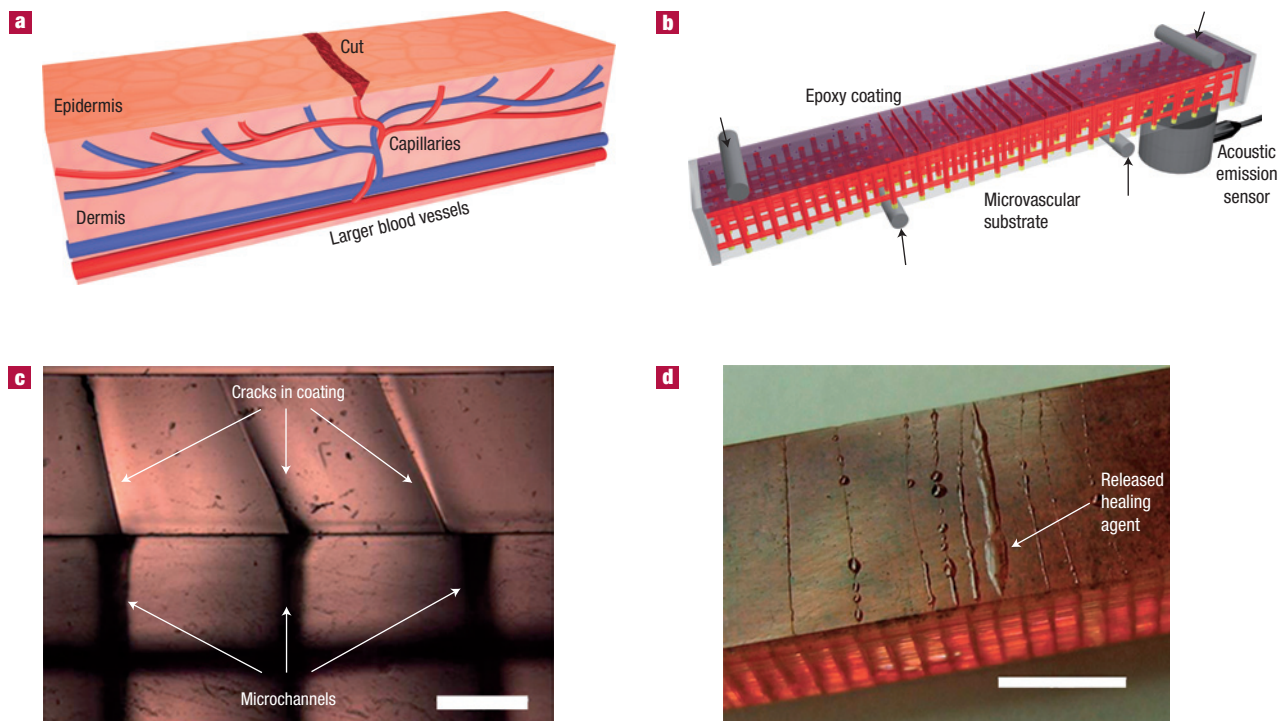 a
Cut
Epidermis
Capillaries
Dermis
Larger blood vessels
b
Epoxy coating
Microvascular
substrate
Acoustic
emission
sensor
c
Cracks in coating
Microchannels
d
Released
healing
agent